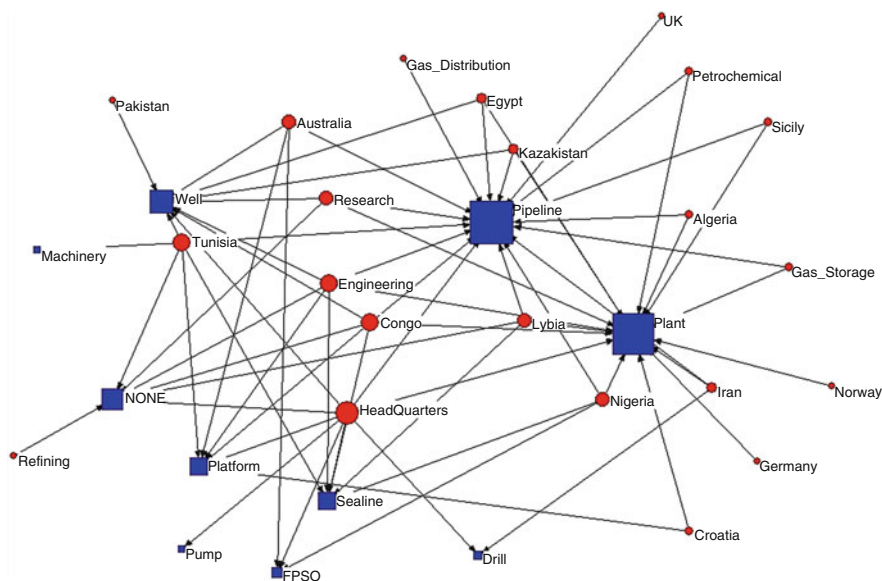 UK
Gas_Distribution
Petrochemical
Pakistan
Egypt
Australia
Sicily
Kazakistan
Well
Research
Pipeline
Algeria
Tunisia
Machinery
Gas_Storage
Engineering
Congo
Lybia
Plant
NONE
HeadQuarters
Nigeria
Iran
Norway
Refining
Platform
Germany
Sealine
Croatia
Pump
Drill
FPSO